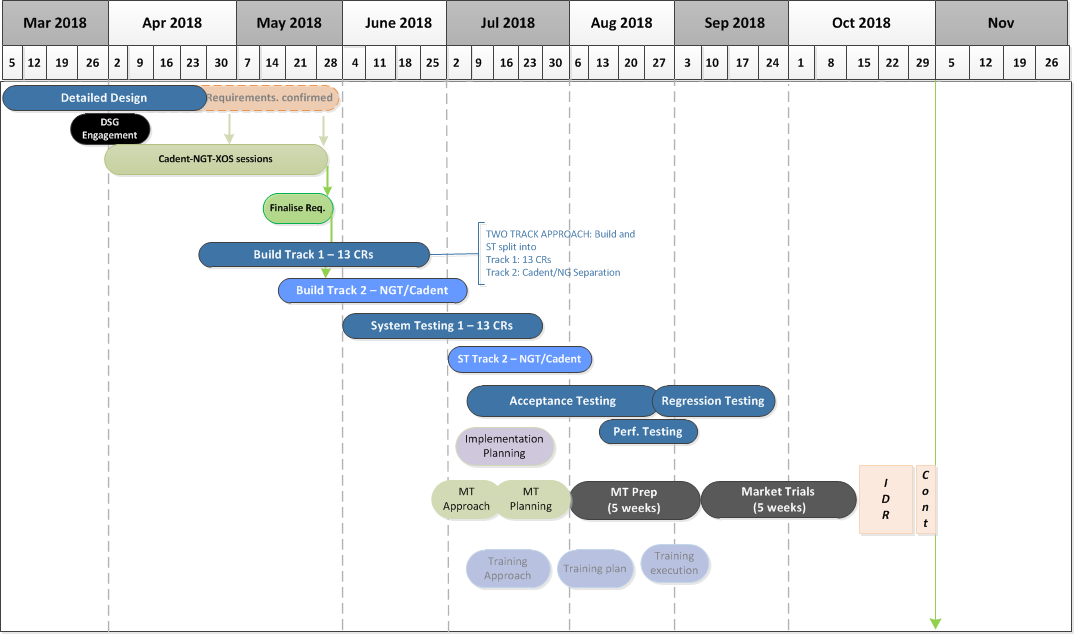 Mar 2018 Apr 2018 May 2018 June 2018 Jul 2018 Aug 2018 Sep 2018 Oct 2018 Nov
5 12 19 26 2 9 16 23 30 7 14 21 28 4 11 18 25 2 9 16 23 30 6 13 20 27 3 10 17 24 1 8 15 22 29 5 12 19 26
Detailed Design
Requirements. confirmed
DSG
Engagement
Cadent-NGT-XOS sessions
Finalise Req.
TWO TRACK APPROACH: Build and
ST split into
Track 1: 13 CRs
Track 2: Cadent/NG Separation
Build Track 1 – 13 CRs
Build Track 2 – NGT/Cadent
System Testing 1 – 13 CRs
ST Track 2 – NGT/Cadent
Acceptance Testing
Regression Testing
Perf. Testing
Implementation
Planning
MT
Approach
MT
Planning
MT Prep
(5 weeks)
Market Trials
(5 weeks)
I
D
R
C
o
n
t
Training
Approach
Training plan
Training
execution